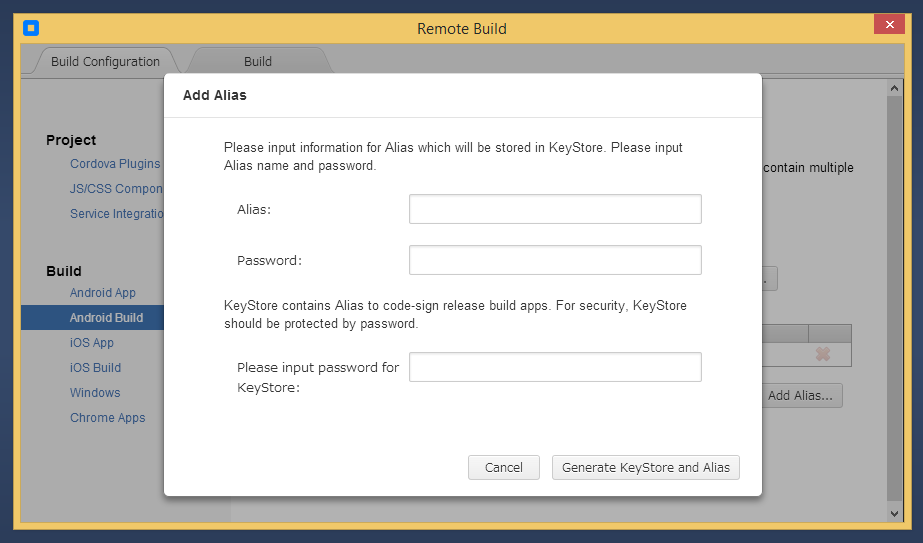 Remote Build
Build Configuration
Build
Add Alias
Project
Cordova Plugins
JS/CSS Compon
Service Integratio
Build
Android App
Android Build
iOS App
iOS Build
Windows
Chrome Apps
Please input information for Alias which will be stored in KeyStore. Please input
Alias name and password.
Alias:
Password:
KeyStore contains Alias to code-sign release build apps. For security, KeyStore
should be protected by password.
Please input password for
KeyStore:
Cancel
Generate KeyStore and Alias
contain multiple
Add Alias...